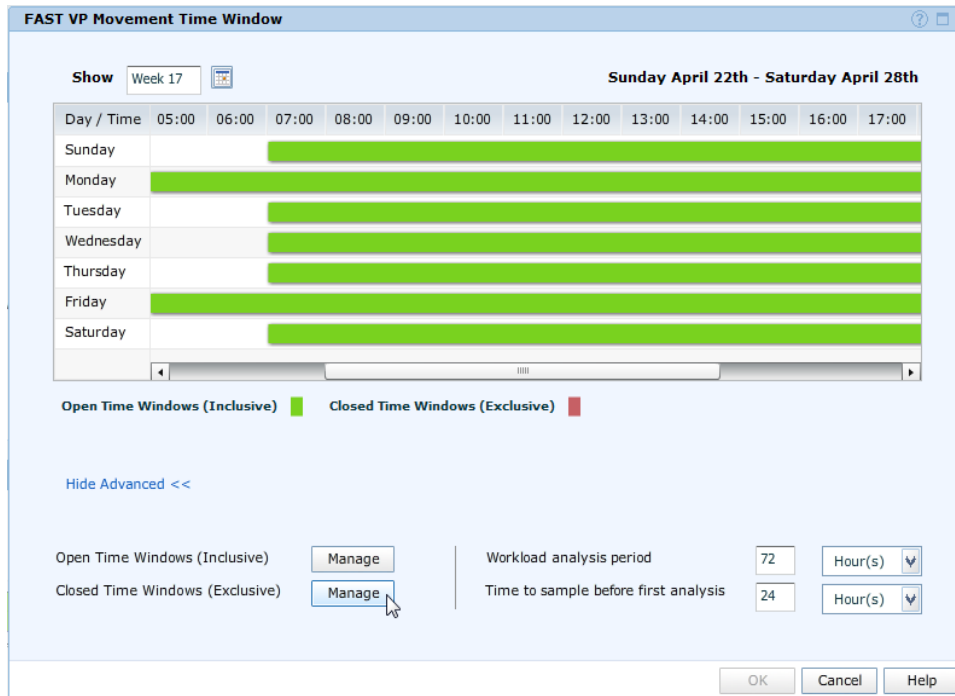 FAST VP Movement Time Window
Show Week 17 Sunday April 22th - Saturday April 28th
Day / Time 05:00 06:00 07:00 08:00 09:00 10:00 11:00 12:00 13:00 14:00 15:00 16:00 17:00
Sunday
Monday
Tuesday
Wednesday
Thursday
Friday
Saturday
Open Time Windows (Inclusive) Closed Time Windows (Exclusive)
Hide Advanced <<
Open Time Windows (Inclusive) Manage Workload analysis period 72 Hour(s)
Closed Time Windows (Exclusive) Manage Time to sample before first analysis 24 Hour(s)
OK Cancel Help